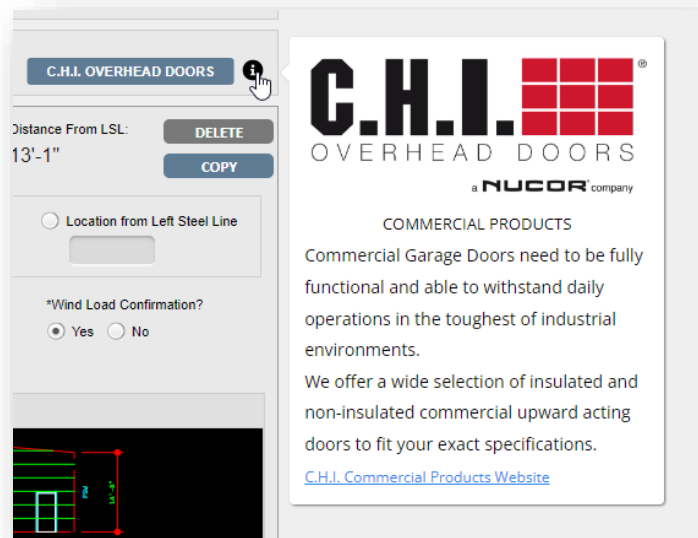 C.H.I. OVERHEAD DOORS
Distance From LSL:
13'-1"
DELETE
COPY
Location from Left Steel Line
*Wind Load Confirmation?
Yes
No
FSW
14'-4"
C.H.I.®
OVERHEAD DOORS
a NUCOR company
COMMERCIAL PRODUCTS
Commercial Garage Doors need to be fully
functional and able to withstand daily
operations in the toughest of industrial
environments.
We offer a wide selection of insulated and
non-insulated commercial upward acting
doors to fit your exact specifications.
C.H.I. Commercial Products Website